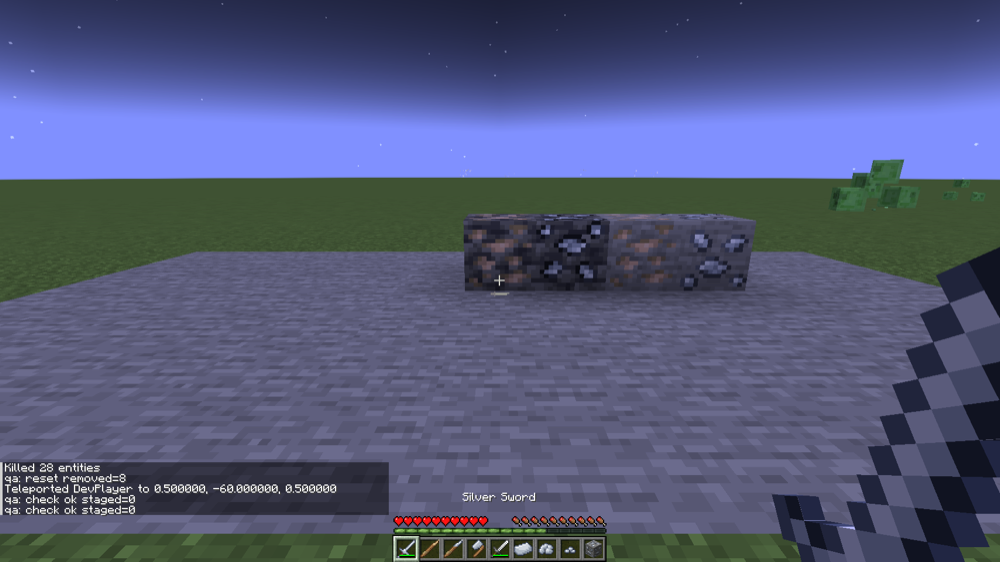 Killed 28 entities
qa: reset removed=8
Teleported DevPlayer to 0.500000, -60.000000, 0.500000
qa: check ok staged=0
qa: check ok staged=0
Silver Sword